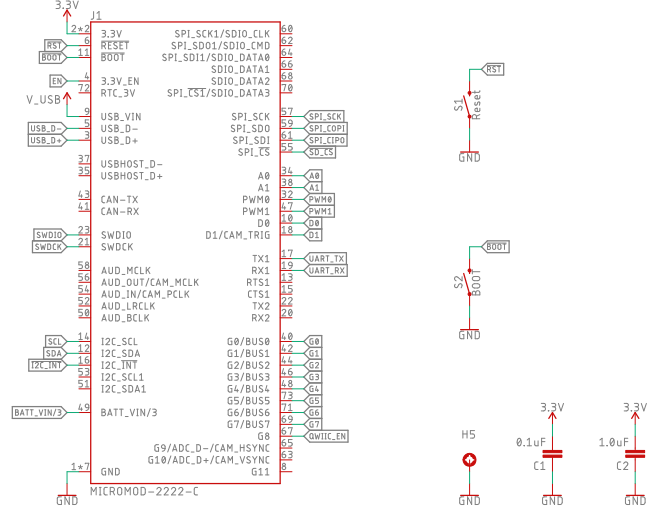 3.3V
J1
2*2 3.3V SPI_SCK1/SDIO_CLK 60
RST 6 RESET SPI_SDO1/SDIO_CMD 62
BOOT 11 BOOT SPI_SDI1/SDIO_DATA0 64
SDIO_DATA1 66
EN 4 3.3V_EN SDIO_DATA2 68
72 RTC_3V SPI_CS1/SDIO_DATA3 70
V_USB
9 USB_VIN SPI_SCK 57 SPI_SCK
USB_D- 5 USB_D- SPI_SDO 59 SPI_COPI
USB_D+ 3 USB_D+ SPI_SDI 61 SPI_CIPO
SPI_CS 55 SD_CS
37 USBHOST_D-
35 USBHOST_D+ A0 34 A0
A1 38 A1
43 CAN-TX PWM0 32 PWM0
41 CAN-RX PWM1 47 PWM1
D0 10 D0
SWDIO 23 SWDIO D1/CAM_TRIG 18 D1
SWDCK 21 SWDCK
TX1 17 UART_TX
58 AUD_MCLK RX1 19 UART_RX
56 AUD_OUT/CAM_MCLK RTS1 13
54 AUD_IN/CAM_PCLK CTS1 15
52 AUD_LRCLK TX2 22
50 AUD_BCLK RX2 20
SCL 14 I2C_SCL G0/BUS0 40 G0
SDA 12 I2C_SDA G1/BUS1 42 G1
I2C_INT 16 I2C_INT G2/BUS2 44 G2
53 I2C_SCL1 G3/BUS3 46 G3
51 I2C_SDA1 G4/BUS4 48 G4
G5/BUS5 73 G5
BATT_VIN/3 49 BATT_VIN/3 G6/BUS6 71 G6
G7/BUS7 69 G7
G8 67 QWIIC_EN
G9/ADC_D-/CAM_HSYNC 65
G10/ADC_D+/CAM_VSYNC 63
1*7 GND G11 8
GND
MICROMOD-2222-C
RST
S1
Reset
GND
BOOT
S2
BOOT
GND
H5
GND
3.3V
0.1uF
C1
GND
3.3V
1.0uF
C2
GND